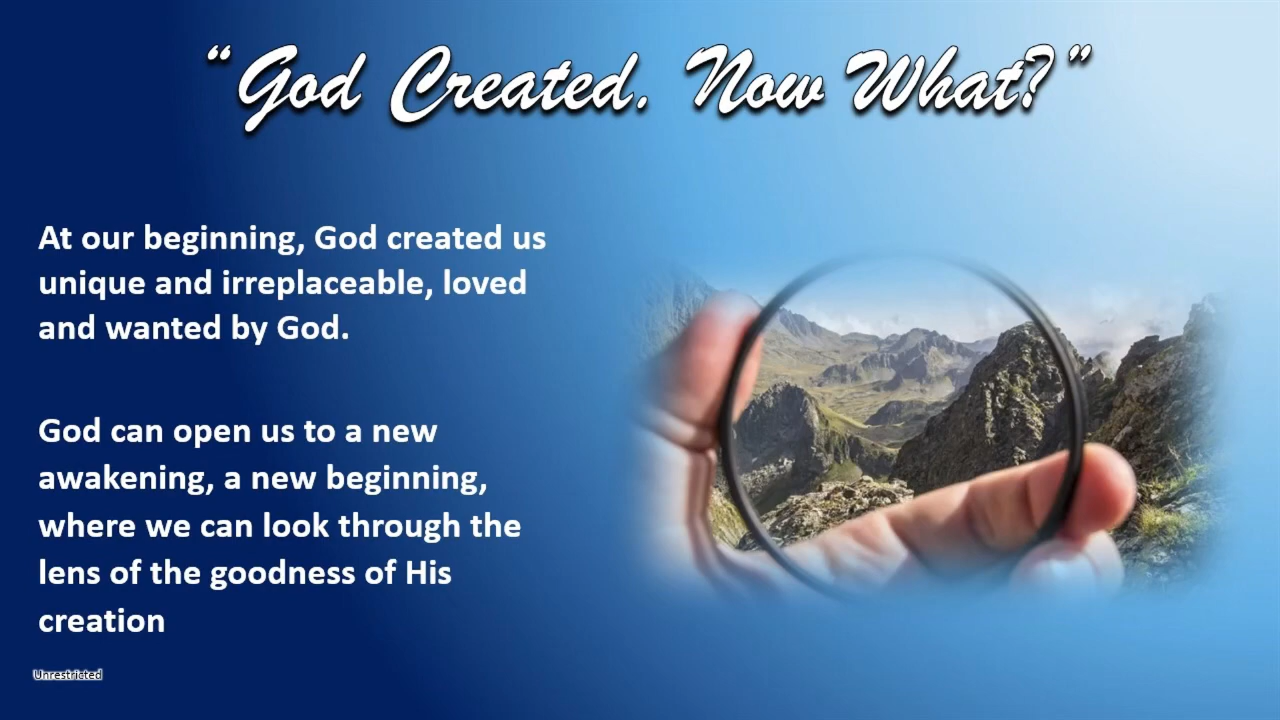 “God Created. Now What?”
At our beginning, God created us
unique and irreplaceable, loved
and wanted by God.
God can open us to a new
awakening, a new beginning,
where we can look through the
lens of the goodness of His
creation
Unrestricted